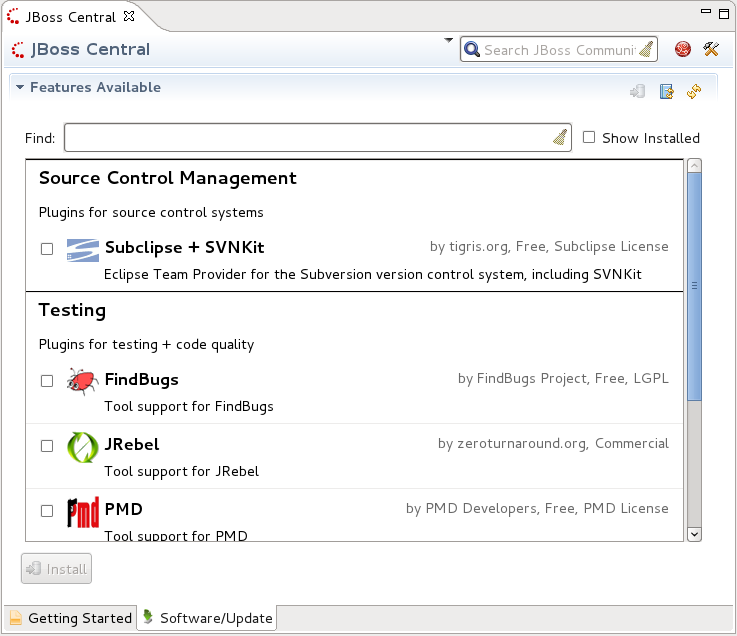 JBoss Central
JBoss Central
Search JBoss Communi
Features Available
Find:
Show Installed
Source Control Management
Plugins for source control systems
Subclipse + SVNKit
by tigris.org, Free, Subclipse License
Eclipse Team Provider for the Subversion version control system, including SVNKit
Testing
Plugins for testing + code quality
FindBugs
by FindBugs Project, Free, LGPL
Tool support for FindBugs
JRebel
by zeroturnaround.org, Commercial
Tool support for JRebel
Pmd
PMD
by PMD Developers, Free, PMD License
Tool support for PMD
Install
Getting Started
Software/Update